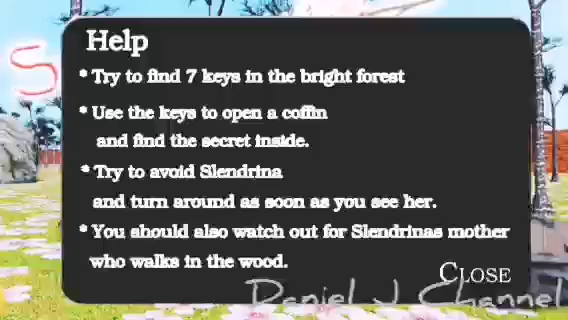 Help
* Try to find 7 keys in the bright forest
* Use the keys to open a coffin
and find the secret inside.
* Try to avoid Slendrina
and turn around as soon as you see her.
* You should also watch out for Slendrinas mother
who walks in the wood.
CLOSE
Daniel J Channel